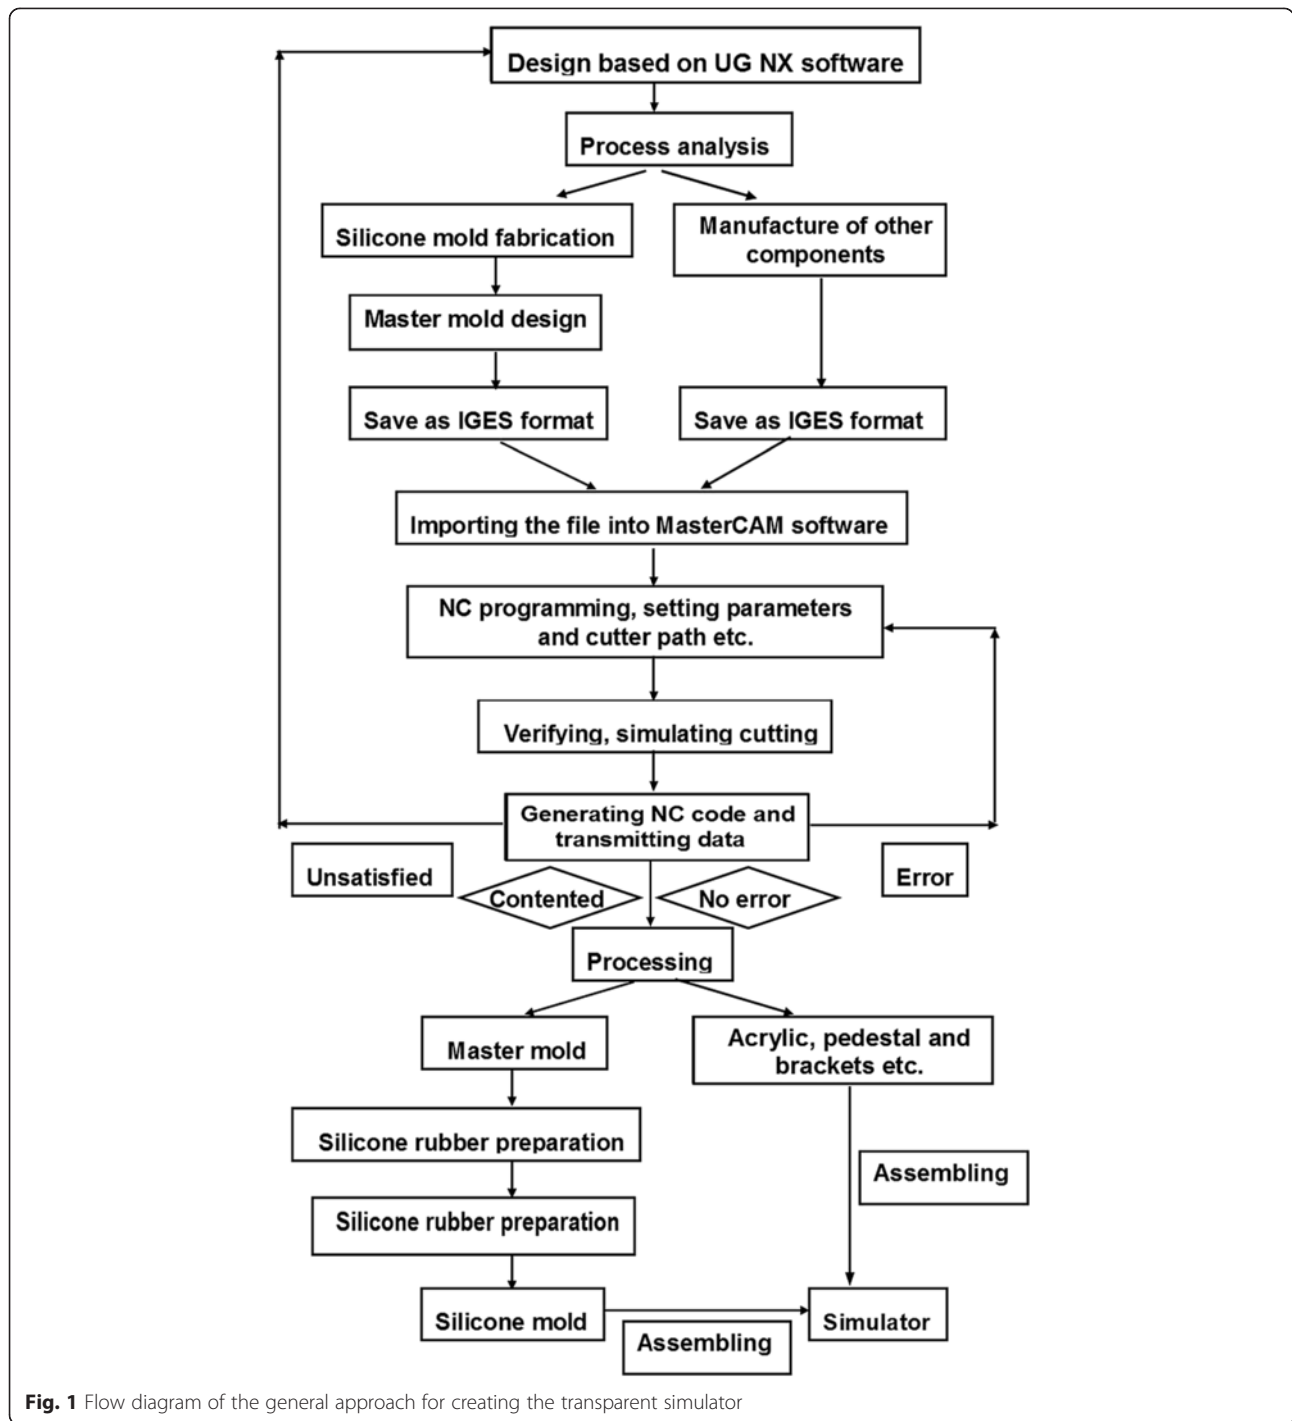 Design based on UG NX software
Process analysis
Silicone mold fabrication
Manufacture of other
components
Master mold design
Save as IGES format
Save as IGES format
Importing the file into MasterCAM software
NC programming, setting parameters
and cutter path etc.
Verifying, simulating cutting
Generating NC code and
transmitting data
Unsatisfied
Contented
No error
Error
Processing
Master mold
Acrylic, pedestal and
brackets etc.
Silicone rubber preparation
Assembling
Silicone rubber preparation
Silicone mold
Assembling
Simulator
Fig. 1 Flow diagram of the general approach for creating the transparent simulator